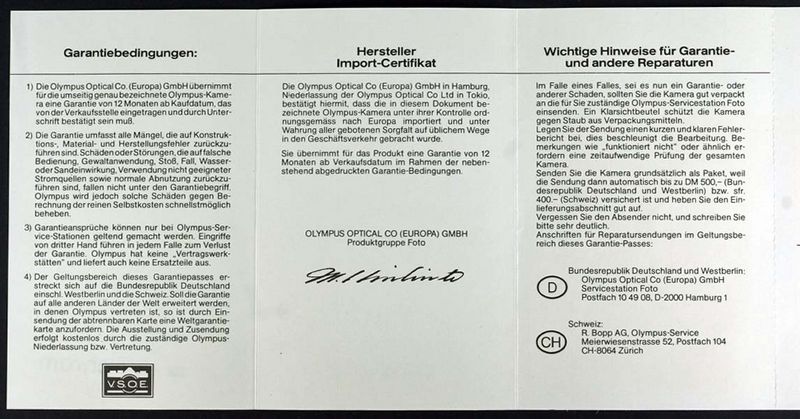 Garantiebedingungen:
1) Die Olympus Optical Co. (Europa) GmbH übernimmt
für die umseitig genau bezeichnete Olympus-Kame-
ra eine Garantie von 12 Monaten ab Kaufdatum, das
von der Verkaufsstelle eingetragen und durch Unter-
schrift bestätigt sein muß.
2) Die Garantie umfasst alle Mängel, die auf Konstruk-
tions-, Material- und Herstellungsfehler zurückzu-
führen sind. Schäden oder Störungen, die auf falsche
Bedienung, Gewaltanwendung, Stoß, Fall, Wasser-
oder Sandeinwirkung, Verwendung nicht geeigneter
Stromquellen sowie normale Abnutzung zurückzu-
führen sind, fallen nicht unter den Garantiebegriff.
Olympus wird jedoch solche Schäden gegen Be-
rechnung der reinen Selbstkosten schnellstmöglich
beheben.
3) Garantieansprüche können nur bei Olympus-Ser-
vice-Stationen geltend gemacht werden. Eingriffe
von dritter Hand führen in jedem Falle zum Verlust
der Garantie. Olympus hat keine „Vertragswerk-
stätten" und liefert auch keine Ersatzteile aus.
4) Der Geltungsbereich dieses Garantiepasses er-
streckt sich auf die Bundesrepublik Deutschland
einschl. Westberlin und die Schweiz. Soll die Garantie
auf alle anderen Länder der Welt erweitert werden,
in denen Olympus vertreten ist, so ist durch Ein-
sendung der abtrennbaren Karte eine Weltgarantie-
karte anzufordern. Die Ausstellung und Zusendung
erfolgt kostenlos durch die zuständige Olympus-
Niederlassung bzw. Vertretung.
V.S.O.E.
Hersteller
Import-Certifikat
Die Olympus Optical Co. (Europa) GmbH in Hamburg,
Niederlassung der Olympus Optical Co Ltd in Tokio,
bestätigt hiermit, dass die in diesem Dokument be-
zeichnete Olympus-Kamera unter ihrer Kontrolle ord-
nungsgemäss nach Europa importiert und unter
Wahrung aller gebotenen Sorgfalt auf üblichem Wege
in den Geschäftsverkehr gebracht wurde.
Sie übernimmt für das Produkt eine Garantie von 12
Monaten ab Verkaufsdatum im Rahmen der neben-
stehend abgedruckten Garantie-Bedingungen.
OLYMPUS OPTICAL CO (EUROPA) GMBH
Produktgruppe Foto
Wichtige Hinweise für Garantie-
und andere Reparaturen
Im Falle eines Falles, sei es nun ein Garantie- oder
anderer Schaden, sollten Sie die Kamera gut verpackt
an die für Sie zuständige Olympus-Servicestation Foto
einsenden. Ein Klarsichtbeutel schützt die Kamera
gegen Staub aus Verpackungsmitteln.
Legen Sie der Sendung einen kurzen und klaren Fehler-
bericht bei, dies beschleunigt die Bearbeitung. Be-
merkungen wie „funktioniert nicht" oder ähnlich er-
fordern eine zeitaufwendige Prüfung der gesamten
Kamera.
Senden Sie die Kamera grundsätzlich als Paket, weil
die Sendung dann automatisch bis zu DM 500,– (Bun-
desrepublik Deutschland und Westberlin) bzw. sfr.
400.– (Schweiz) versichert ist und heben Sie den Ein-
lieferungsabschnitt gut auf.
Vergessen Sie den Absender nicht, und schreiben Sie
bitte sehr deutlich.
Anschriften für Reparatursendungen im Geltungsbe-
reich dieses Garantie-Passes:
D
Bundesrepublik Deutschland und Westberlin:
Olympus Optical Co (Europa) GmbH
Servicestation Foto
Postfach 10 49 08, D-2000 Hamburg 1
CH
Schweiz:
R. Bopp AG, Olympus-Service
Meierwiesenstrasse 52, Postfach 104
CH-8064 Zürich